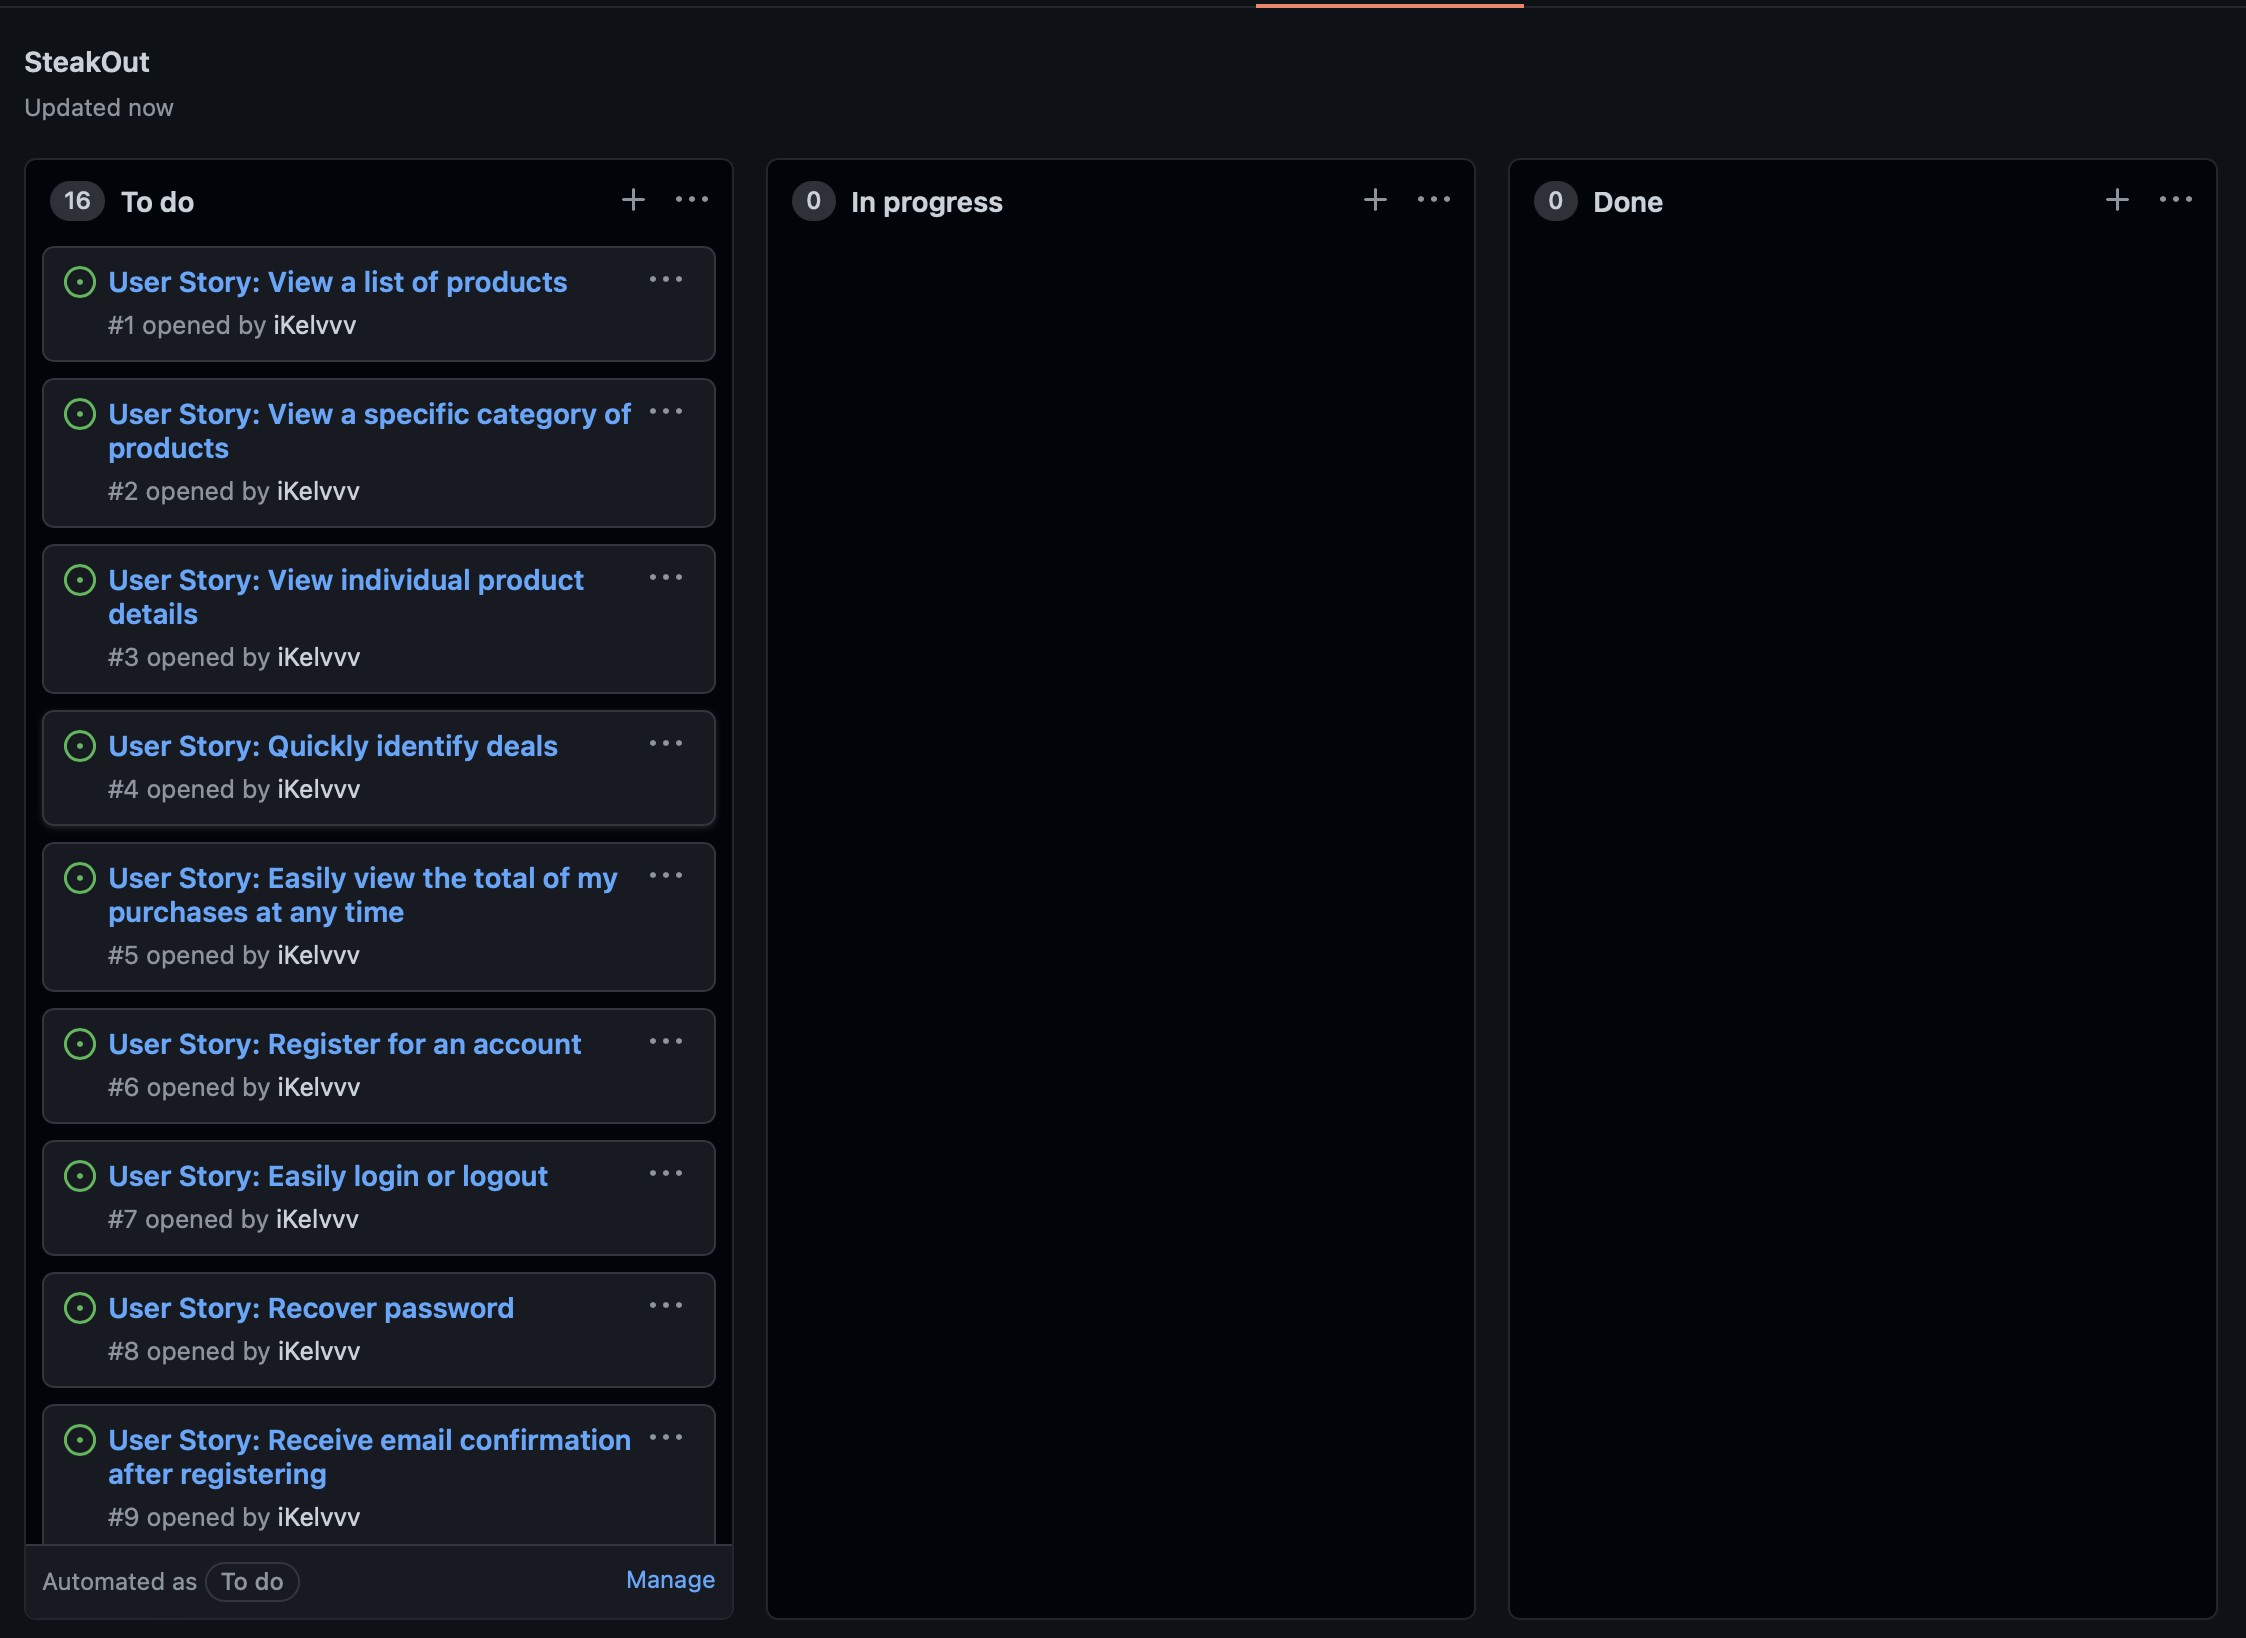 SteakOut
Updated now
16 To do
User Story: View a list of products
#1 opened by iKelvvv
User Story: View a specific category of
products
#2 opened by iKelvvv
User Story: View individual product
details
#3 opened by iKelvvv
User Story: Quickly identify deals
#4 opened by iKelvvv
User Story: Easily view the total of my
purchases at any time
#5 opened by iKelvvv
User Story: Register for an account
#6 opened by iKelvvv
User Story: Easily login or logout
#7 opened by iKelvvv
User Story: Recover password
#8 opened by iKelvvv
User Story: Receive email confirmation
after registering
#9 opened by iKelvvv
Automated as To do
Manage
0 In progress
0 Done